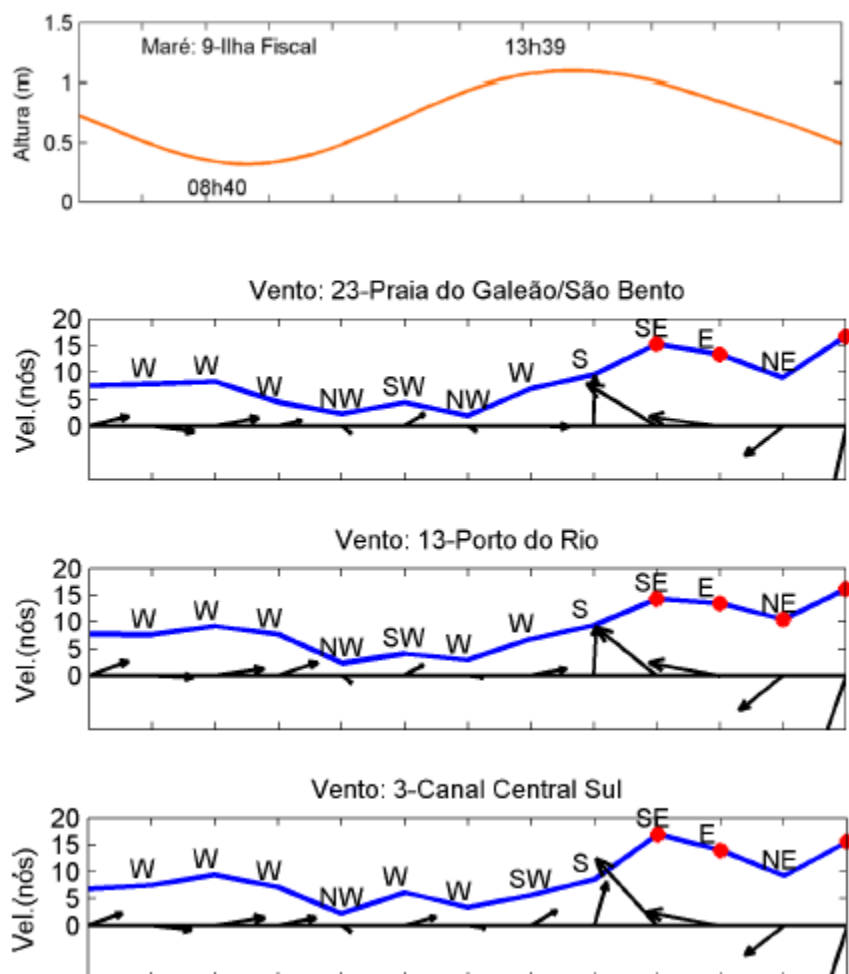 1.5
Maré: 9-Ilha Fiscal
13h39
Altura (m)
1
0.5
08h40
0
Vento: 23-Praia do Galeão/São Bento
20
SE
E
15
Vel.(nós)
W
W
S
NE
10
W
NW
SW
NW
W
5
0
Vento: 13-Porto do Rio
20
SE
E
15
Vel.(nós)
W
W
W
S
NE
10
NW
SW
W
W
5
0
Vento: 3-Canal Central Sul
20
SE
E
15
Vel.(nós)
W
W
W
S
NE
10
NW
W
W
SW
5
0